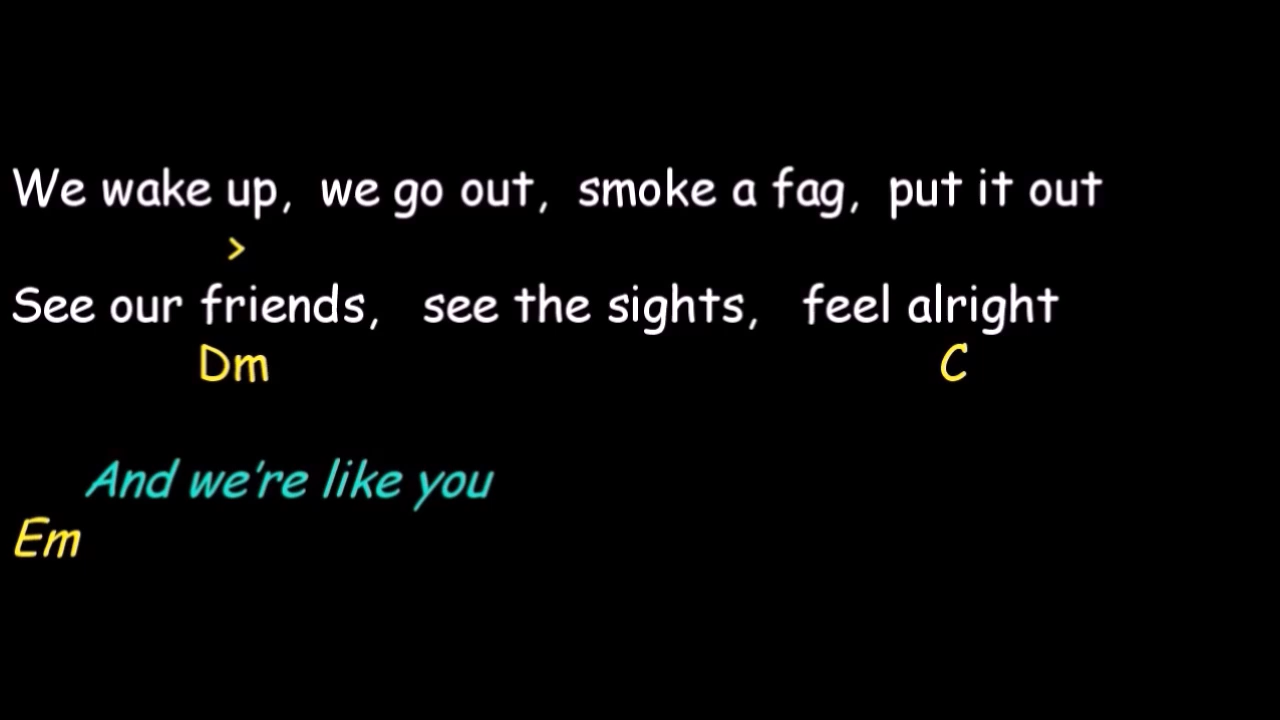 We wake up, we go out, smoke a fag, put it out
>
See our friends, see the sights, feel alright
Dm C
And we're like you
Em